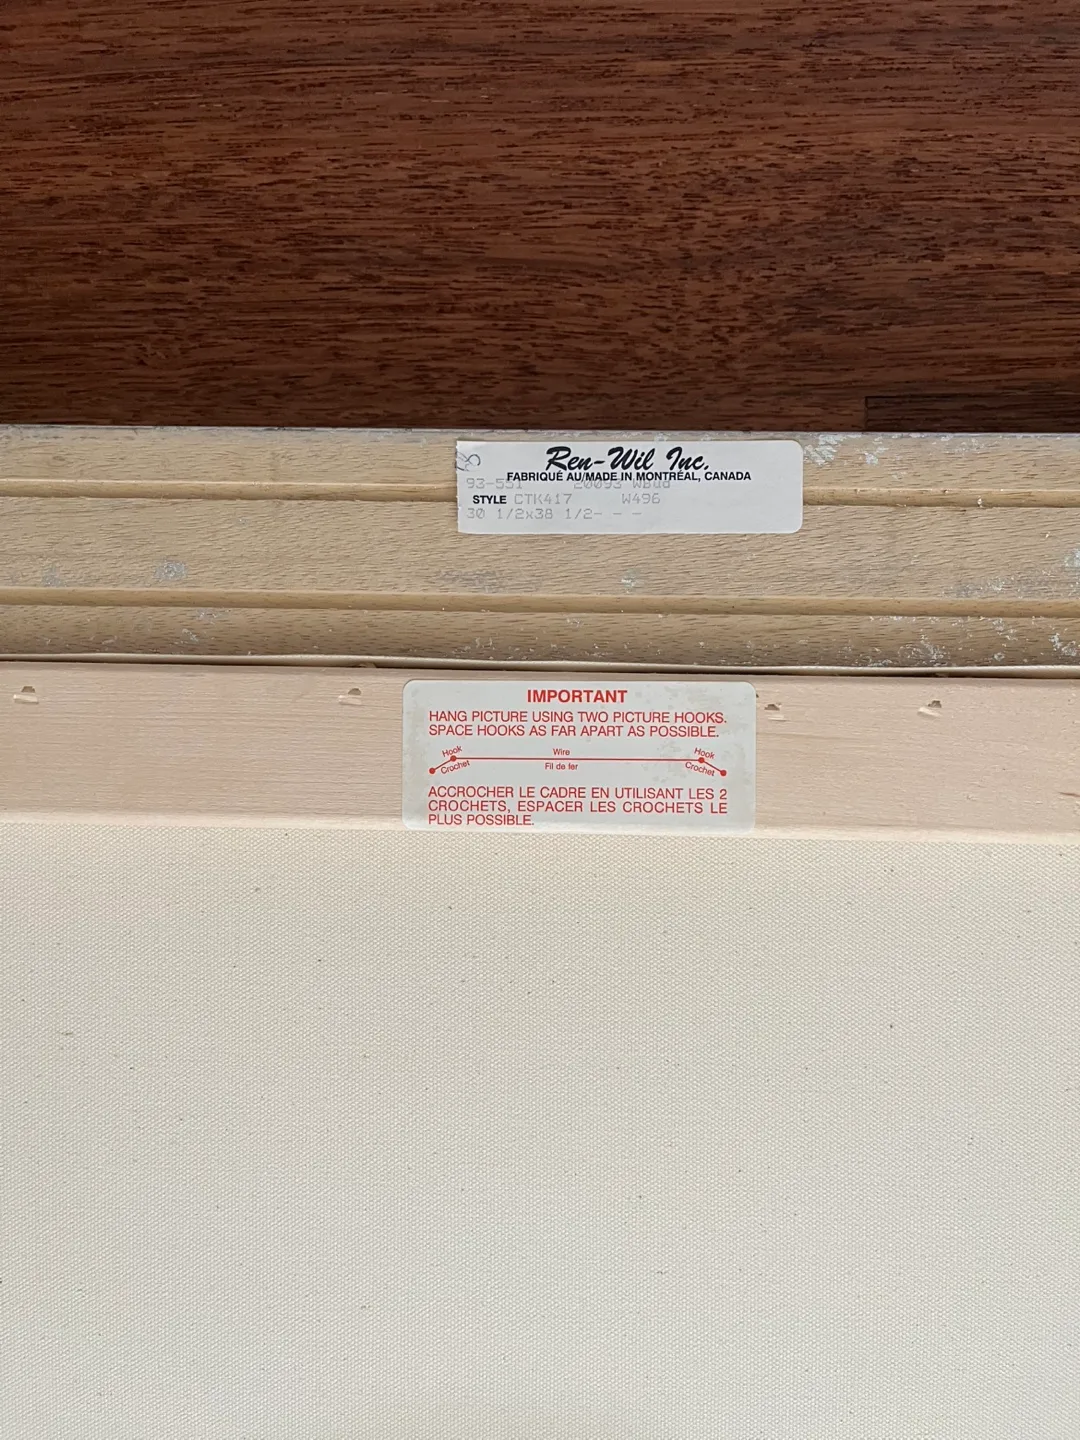 Ren-Wil Inc.
FABRIQUÉ AU/MADE IN MONTRÉAL, CANADA
93-551 20093
STYLE CTK417 W496
30 1/2x38 1/2- - -
IMPORTANT
HANG PICTURE USING TWO PICTURE HOOKS.
SPACE HOOKS AS FAR APART AS POSSIBLE.
Hook Wire Hook
Crochet Fil de fer Crochet
ACCROCHER LE CADRE EN UTILISANT LES 2
CROCHETS, ESPACER LES CROCHETS LE
PLUS POSSIBLE.